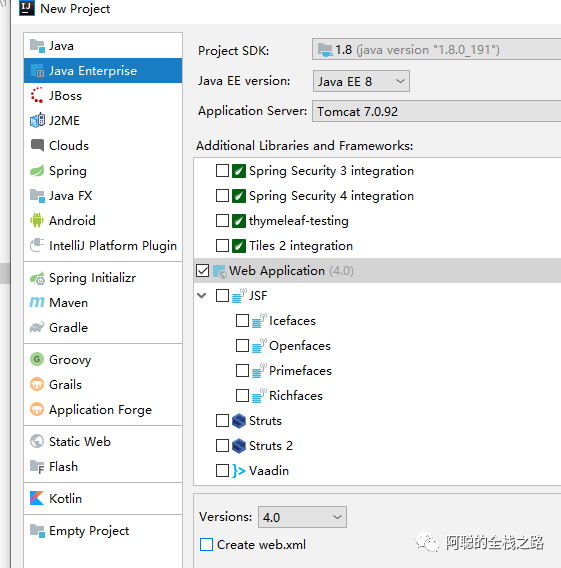 New Project
Java
Java Enterprise
JBoss
J2ME
Clouds
Spring
Java FX
Android
IntelliJ Platform Plugin
Spring Initializr
Maven
Gradle
Groovy
Grails
Application Forge
Static Web
Flash
Kotlin
Empty Project
Project SDK: 1.8 (java version "1.8.0_191")
Java EE version: Java EE 8
Application Server: Tomcat 7.0.92
Additional Libraries and Frameworks:
Spring Security 3 integration
Spring Security 4 integration
thymeleaf-testing
Tiles 2 integration
Web Application (4.0)
JSF
Icefaces
Openfaces
Primefaces
Richfaces
Struts
Struts 2
Vaadin
Versions: 4.0
Create web.xml
阿聪的全栈之路